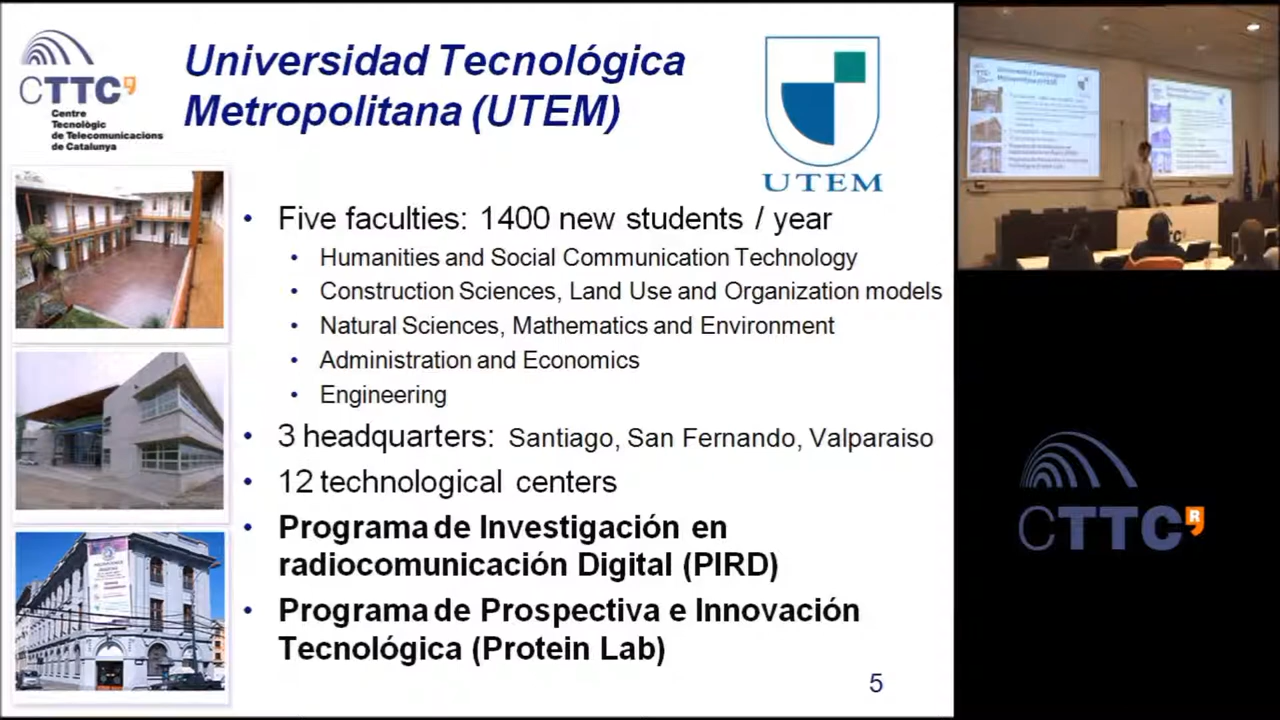 CTTC
Centre
Tecnològic
de Telecomunicacions
de Catalunya
Universidad Tecnológica
Metropolitana (UTEM)
UTEM
• Five faculties: 1400 new students / year
• Humanities and Social Communication Technology
• Construction Sciences, Land Use and Organization models
• Natural Sciences, Mathematics and Environment
• Administration and Economics
• Engineering
• 3 headquarters: Santiago, San Fernando, Valparaiso
• 12 technological centers
• Programa de Investigación en
radiocomunicación Digital (PIRD)
• Programa de Prospectiva e Innovación
Tecnológica (Protein Lab)
5
CTTC R